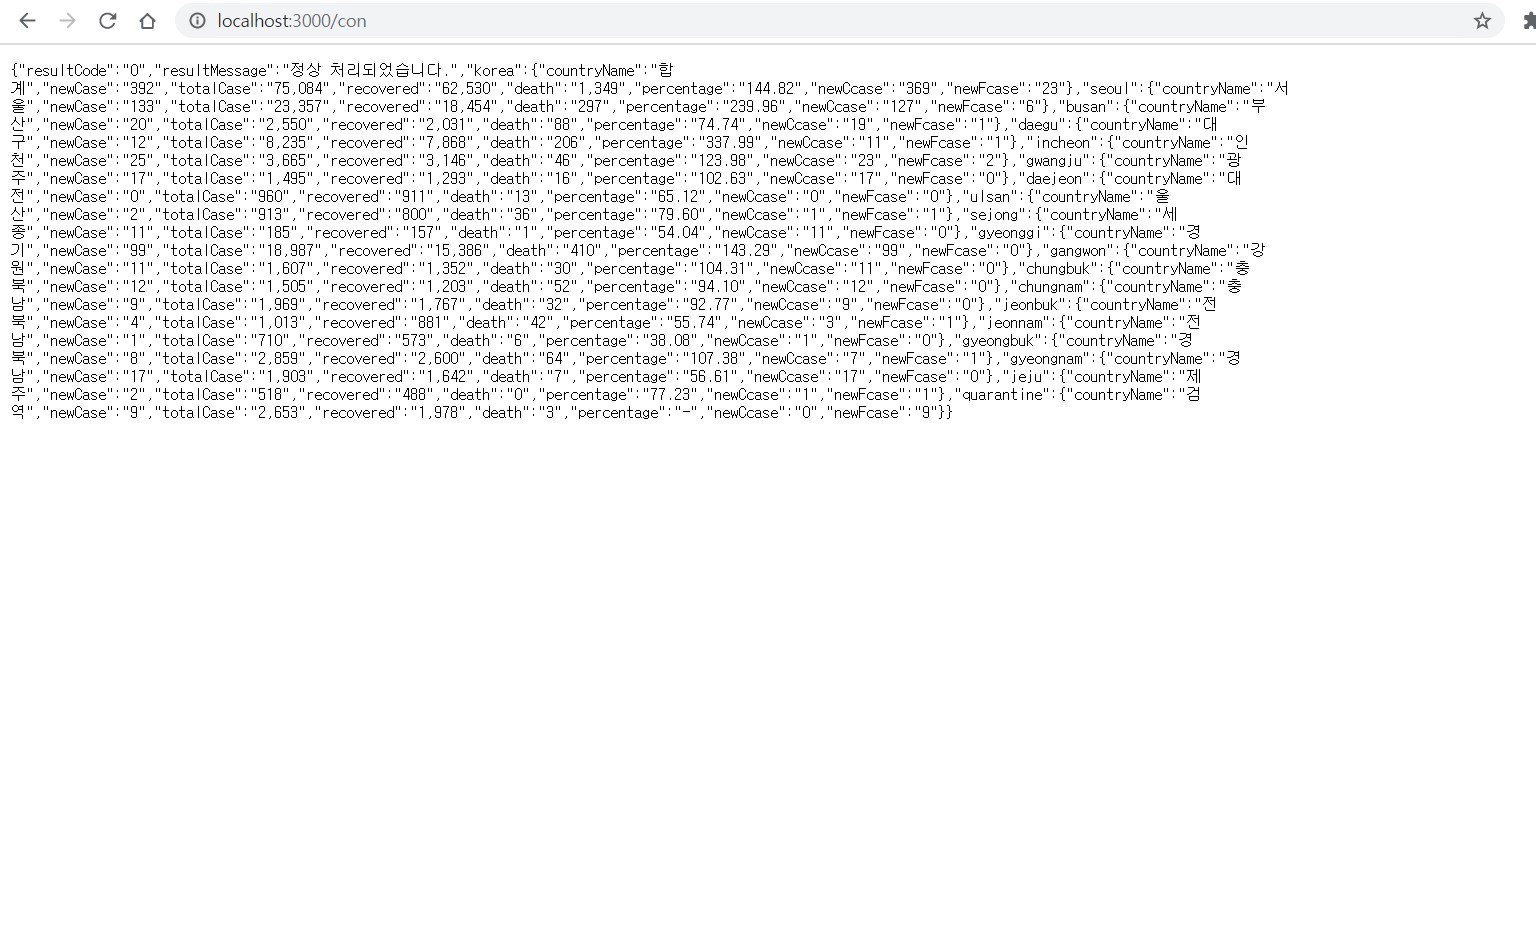 localhost:3000/con
{"resultCode":"0","resultMessage":"정상 처리되었습니다.","korea":{"countryName":"합
계","newCase":"392","totalCase":"75,084","recovered":"62,530","death":"1,349","percentage":"144.82","newCcase":"369","newFcase":"23"},"seoul":{"countryName":"서
울","newCase":"133","totalCase":"23,357","recovered":"18,454","death":"297","percentage":"239.96","newCcase":"127","newFcase":"6"},"busan":{"countryName":"부
산","newCase":"20","totalCase":"2,550","recovered":"2,031","death":"88","percentage":"74.74","newCcase":"19","newFcase":"1"},"daegu":{"countryName":"대
구","newCase":"12","totalCase":"8,235","recovered":"7,868","death":"206","percentage":"337.99","newCcase":"11","newFcase":"1"},"incheon":{"countryName":"인
천","newCase":"25","totalCase":"3,665","recovered":"3,146","death":"46","percentage":"123.98","newCcase":"23","newFcase":"2"},"gwangju":{"countryName":"광
주","newCase":"17","totalCase":"1,495","recovered":"1,293","death":"16","percentage":"102.63","newCcase":"17","newFcase":"0"},"daejeon":{"countryName":"대
전","newCase":"0","totalCase":"960","recovered":"911","death":"13","percentage":"65.12","newCcase":"0","newFcase":"0"},"ulsan":{"countryName":"울
산","newCase":"2","totalCase":"913","recovered":"800","death":"36","percentage":"79.60","newCcase":"1","newFcase":"1"},"sejong":{"countryName":"세
종","newCase":"11","totalCase":"185","recovered":"157","death":"1","percentage":"54.04","newCcase":"11","newFcase":"0"},"gyeonggi":{"countryName":"경
기","newCase":"99","totalCase":"18,987","recovered":"15,386","death":"410","percentage":"143.29","newCcase":"99","newFcase":"0"},"gangwon":{"countryName":"강
원","newCase":"11","totalCase":"1,607","recovered":"1,352","death":"30","percentage":"104.31","newCcase":"11","newFcase":"0"},"chungbuk":{"countryName":"충
북","newCase":"12","totalCase":"1,505","recovered":"1,203","death":"52","percentage":"94.10","newCcase":"12","newFcase":"0"},"chungnam":{"countryName":"충
남","newCase":"9","totalCase":"1,969","recovered":"1,767","death":"32","percentage":"92.77","newCcase":"9","newFcase":"0"},"jeonbuk":{"countryName":"전
북","newCase":"4","totalCase":"1,013","recovered":"881","death":"42","percentage":"55.74","newCcase":"3","newFcase":"1"},"jeonnam":{"countryName":"전
남","newCase":"1","totalCase":"710","recovered":"573","death":"6","percentage":"38.08","newCcase":"1","newFcase":"0"},"gyeongbuk":{"countryName":"경
북","newCase":"8","totalCase":"2,859","recovered":"2,600","death":"64","percentage":"107.38","newCcase":"7","newFcase":"1"},"gyeongnam":{"countryName":"경
남","newCase":"17","totalCase":"1,903","recovered":"1,642","death":"7","percentage":"56.61","newCcase":"17","newFcase":"0"},"jeju":{"countryName":"제
주","newCase":"2","totalCase":"518","recovered":"488","death":"0","percentage":"77.23","newCcase":"1","newFcase":"1"},"quarantine":{"countryName":"검
역","newCase":"9","totalCase":"2,653","recovered":"1,978","death":"3","percentage":"-","newCcase":"0","newFcase":"9"}}